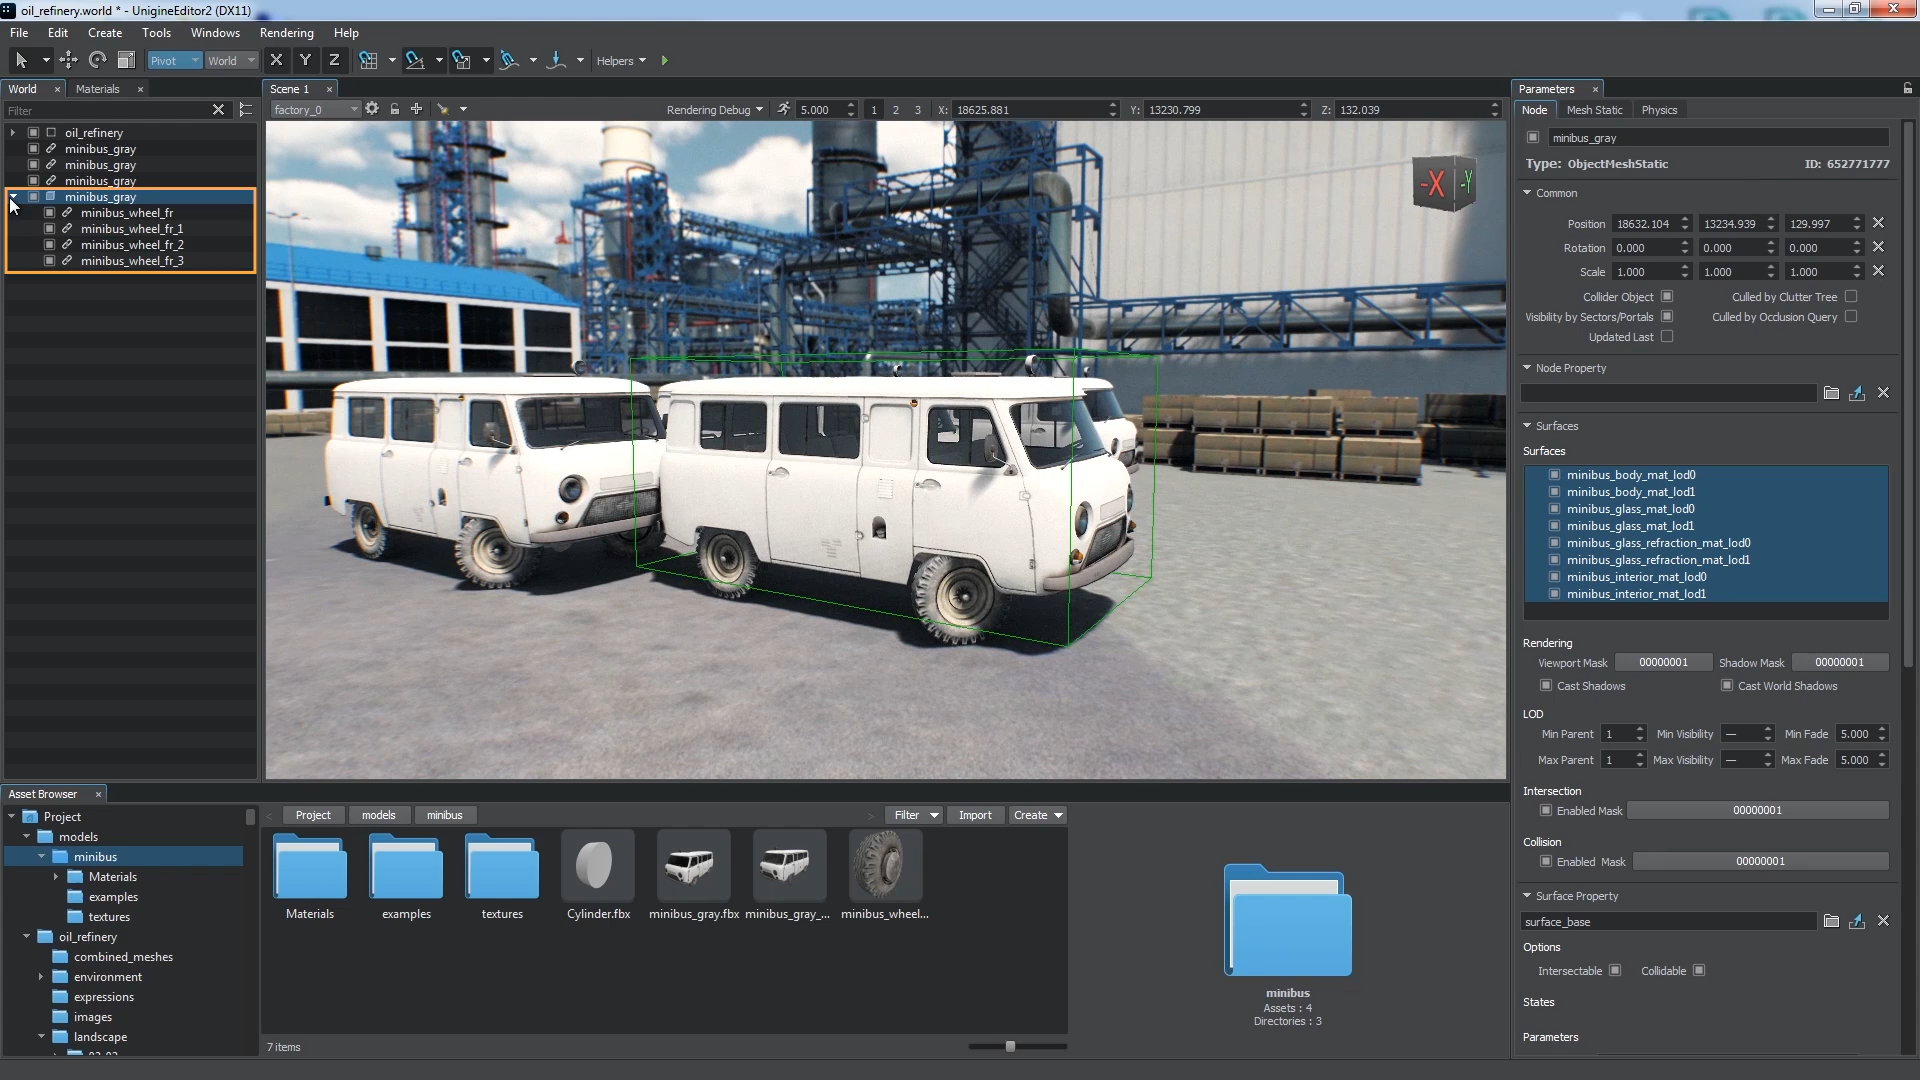 oil_refinery.world * - UnigineEditor2 (DX11)
File Edit Create Tools Windows Rendering Help
Pivot World X Y Z Helpers
World Materials
Filter
oil_refinery
minibus_gray
minibus_gray
minibus_gray
minibus_gray
minibus_wheel_fr
minibus_wheel_fr_1
minibus_wheel_fr_2
minibus_wheel_fr_3
Scene 1
factory_0 Rendering Debug 5.000 1 2 3 X: 18625.881 Y: 13230.799 Z: 132.039
-X -Y
Parameters
Node Mesh Static Physics
minibus_gray
Type: ObjectMeshStatic ID: 652771777
Common
Position 18632.104 13234.939 129.997
Rotation 0.000 0.000 0.000
Scale 1.000 1.000 1.000
Collider Object Culled by Clutter Tree
Visibility by Sectors/Portals Culled by Occlusion Query
Updated Last
Node Property
Surfaces
Surfaces
minibus_body_mat_lod0
minibus_body_mat_lod1
minibus_glass_mat_lod0
minibus_glass_mat_lod1
minibus_glass_refraction_mat_lod0
minibus_glass_refraction_mat_lod1
minibus_interior_mat_lod0
minibus_interior_mat_lod1
Rendering
Viewport Mask 00000001 Shadow Mask 00000001
Cast Shadows Cast World Shadows
LOD
Min Parent 1 Min Visibility — Min Fade 5.000
Max Parent 1 Max Visibility — Max Fade 5.000
Intersection
Enabled Mask 00000001
Collision
Enabled Mask 00000001
Surface Property
surface_base
Options
Intersectable Collidable
States
Parameters
Asset Browser
Project
models
minibus
Materials
examples
textures
oil_refinery
combined_meshes
environment
expressions
images
landscape
< Project models minibus > Filter Import Create
Materials examples textures Cylinder.fbx minibus_gray.fbx minibus_gray_... minibus_wheel...
7 items
minibus
Assets : 4
Directories : 3